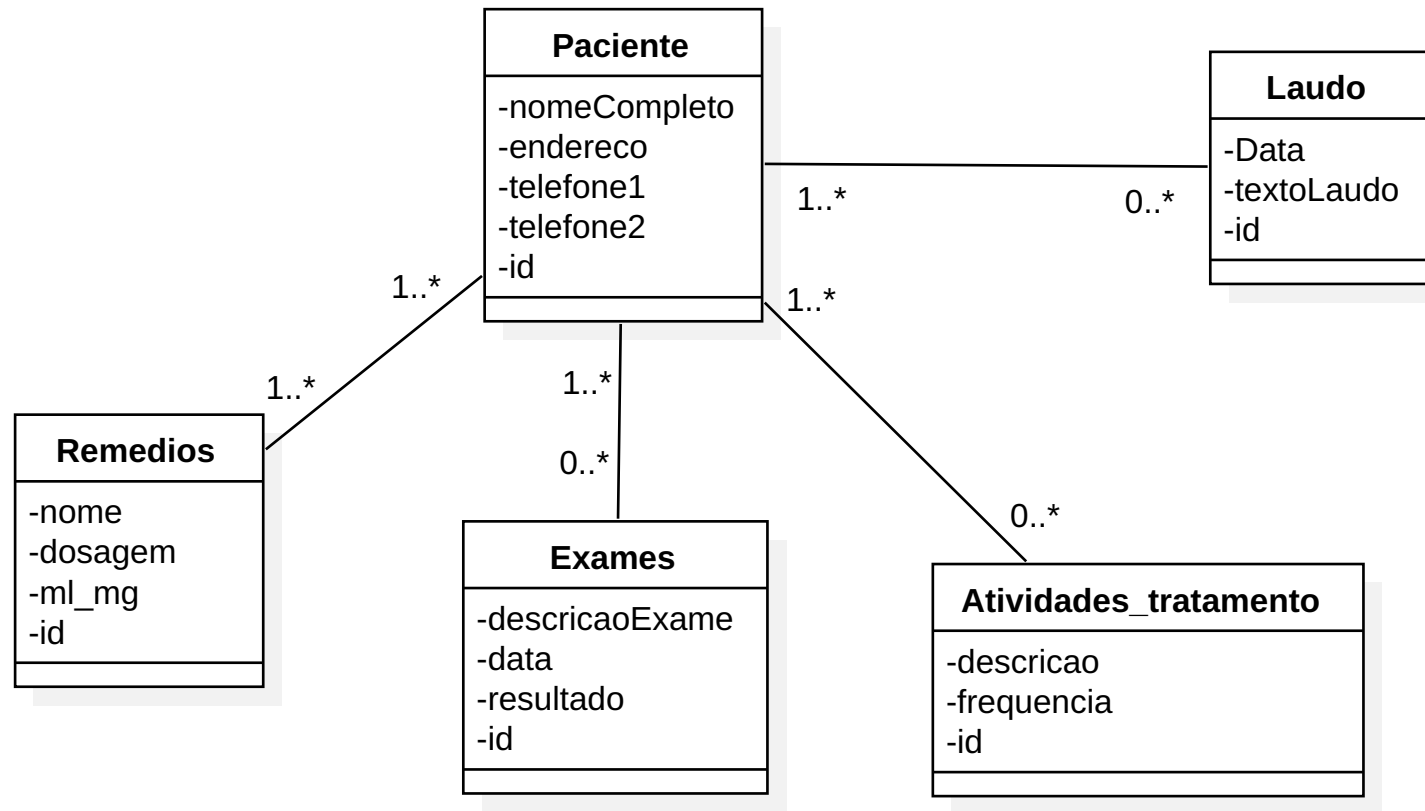 Paciente
-nomeCompleto
-endereco
-telefone1
-telefone2
-id
Laudo
-Data
-textoLaudo
-id
1..*
0..*
1..*
1..*
1..*
0..*
1..*
0..*
Remedios
-nome
-dosagem
-ml_mg
-id
Exames
-descricaoExame
-data
-resultado
-id
Atividades_tratamento
-descricao
-frequencia
-id